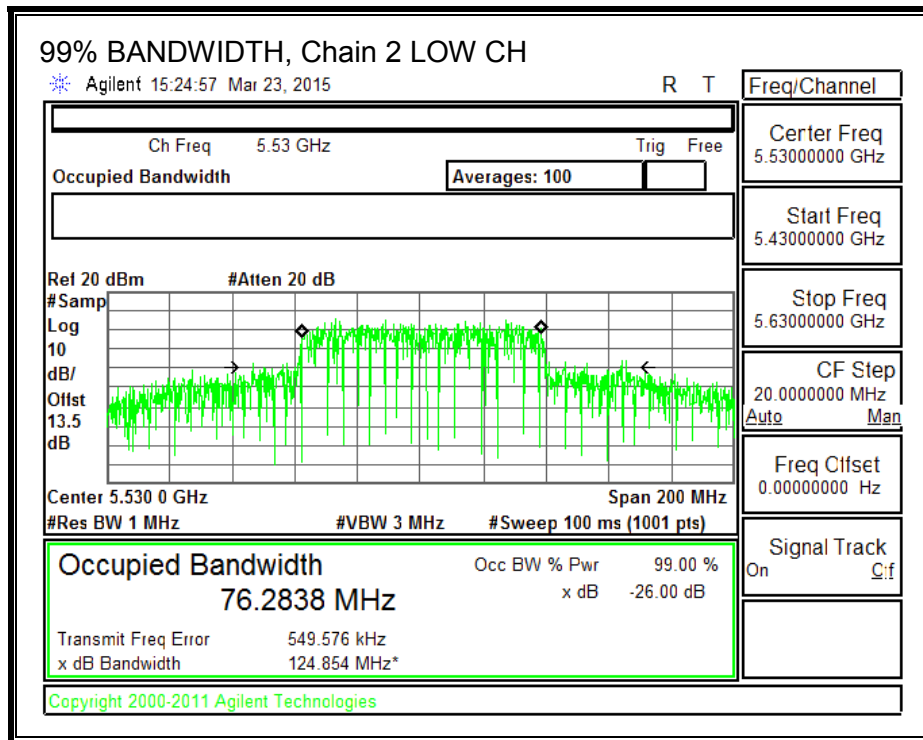 99% BANDWIDTH, Chain 2 LOW CH
Agilent 15:24:57 Mar 23, 2015 R T
Freq/Channel
Ch Freq 5.53 GHz Trig Free
Occupied Bandwidth Averages: 100
Center Freq
5.53000000 GHz
Start Freq
5.43000000 GHz
Stop Freq
5.63000000 GHz
CF Step
20.0000000 MHz
Auto Man
Freq Offset
0.00000000 Hz
Signal Track
On Off
Ref 20 dBm #Atten 20 dB
#Samp
Log
10
dB/
Offst
13.5
dB
Center 5.530 0 GHz Span 200 MHz
#Res BW 1 MHz #VBW 3 MHz #Sweep 100 ms (1001 pts)
Occupied Bandwidth
76.2838 MHz
Occ BW % Pwr 99.00 %
x dB -26.00 dB
Transmit Freq Error 549.576 kHz
x dB Bandwidth 124.854 MHz*
Copyright 2000-2011 Agilent Technologies